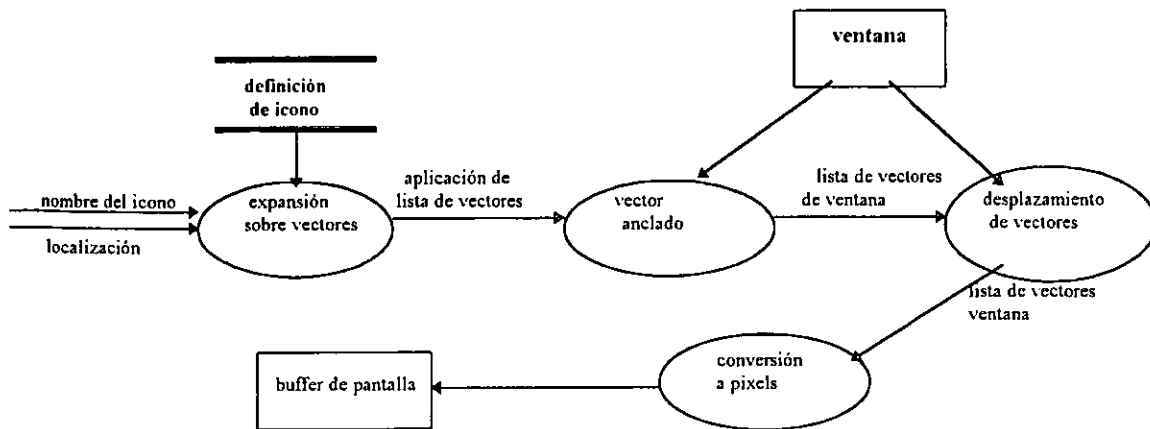 ventana
definición
de icono
nombre del icono
localización
expansión
sobre vectores
aplicación de
lista de vectores
vector
anclado
lista de vectores
de ventana
desplazamiento
de vectores
lista de vectores
ventana
conversión
a pixels
buffer de pantalla